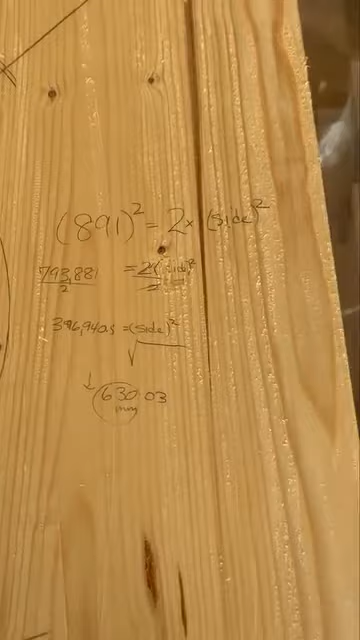 (891)² = 2 × (side)²
793,881 = 2(side)²
2 2
396,940.5 = (side)²
↓ √
630.03
mm